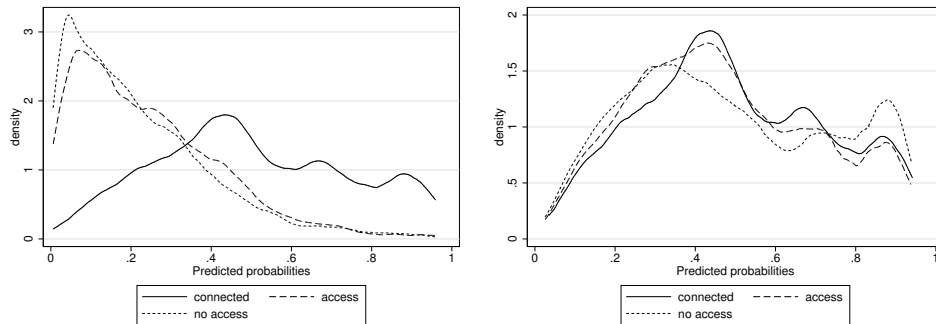 3
2
1
0
density
0 .2 .4 .6 .8 1
Predicted probabilities
connected access
no access
2
1.5
1
.5
0
density
0 .2 .4 .6 .8 1
Predicted probabilities
connected access
no access